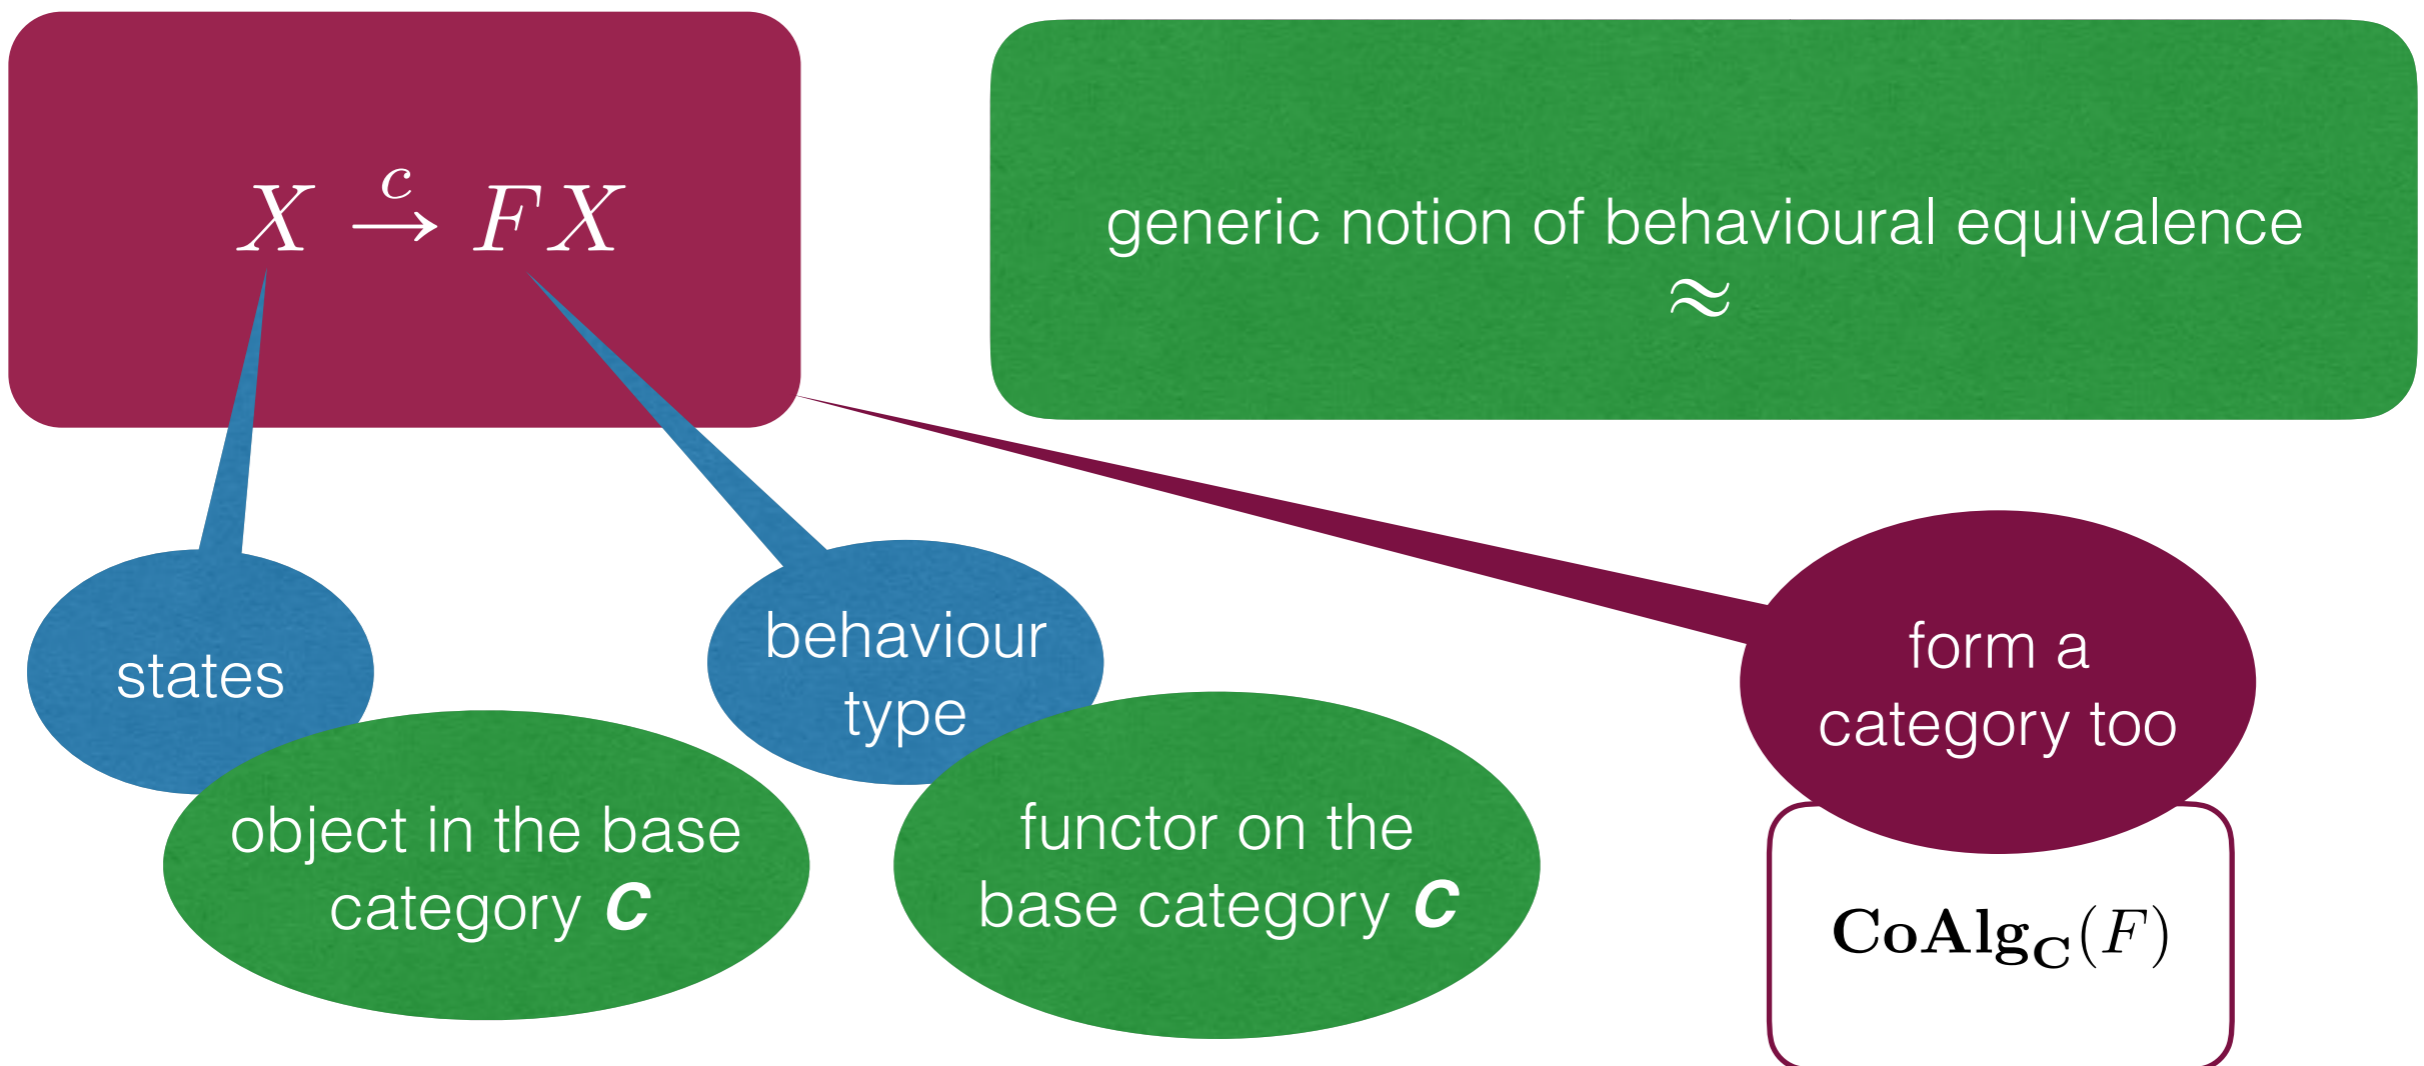 X \xrightarrow{c} FX
generic notion of behavioural equivalence
≈
states
behaviour
type
object in the base
category C
functor on the
base category C
form a
category too
CoAlg_C(F)